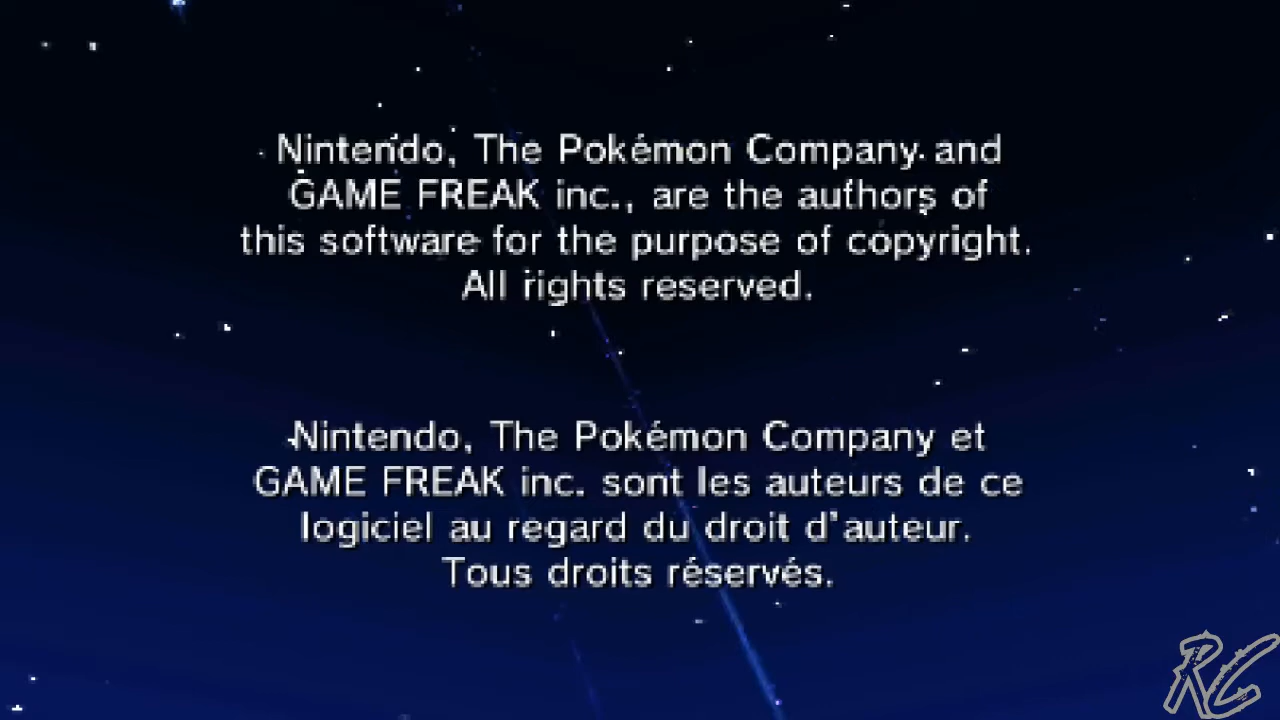 Nintendo, The Pokémon Company and
GAME FREAK inc., are the authors of
this software for the purpose of copyright.
All rights reserved.
Nintendo, The Pokémon Company et
GAME FREAK inc. sont les auteurs de ce
logiciel au regard du droit d'auteur.
Tous droits réservés.
RC